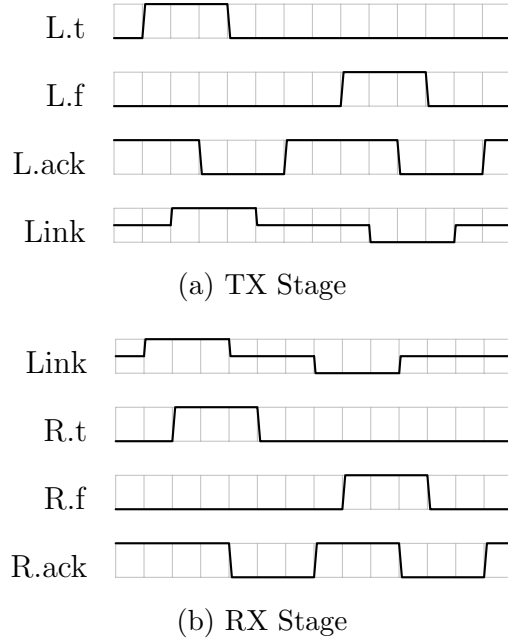 L.t
L.f
L.ack
Link
(a) TX Stage
Link
R.t
R.f
R.ack
(b) RX Stage